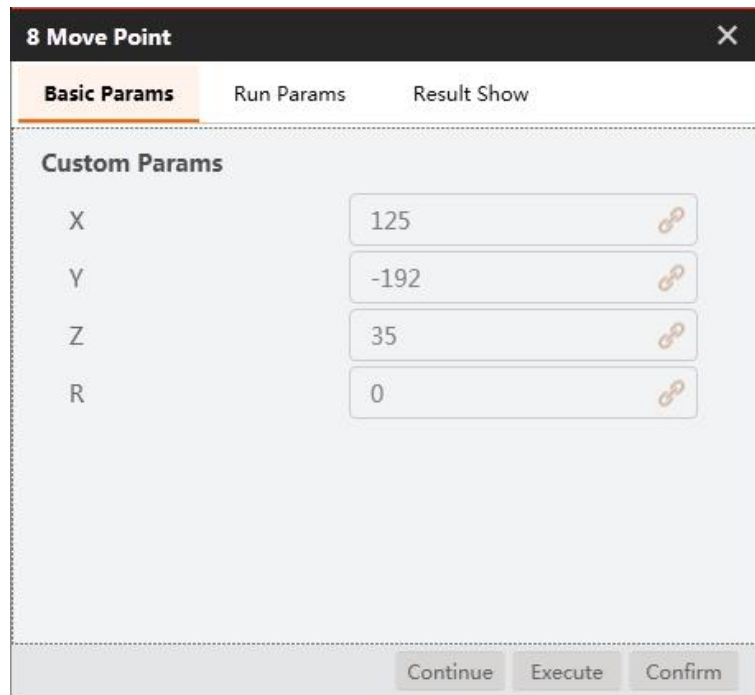 8 Move Point
Basic Params Run Params Result Show
Custom Params
X 125
Y -192
Z 35
R 0
Continue Execute Confirm